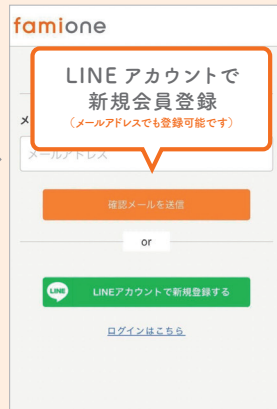 famione
LINE アカウントで
新規会員登録
(メールアドレスでも登録可能です)
メ
メールアドレス
確認メールを送信
or
LINE
LINEアカウントで新規登録する
ログインはこちら